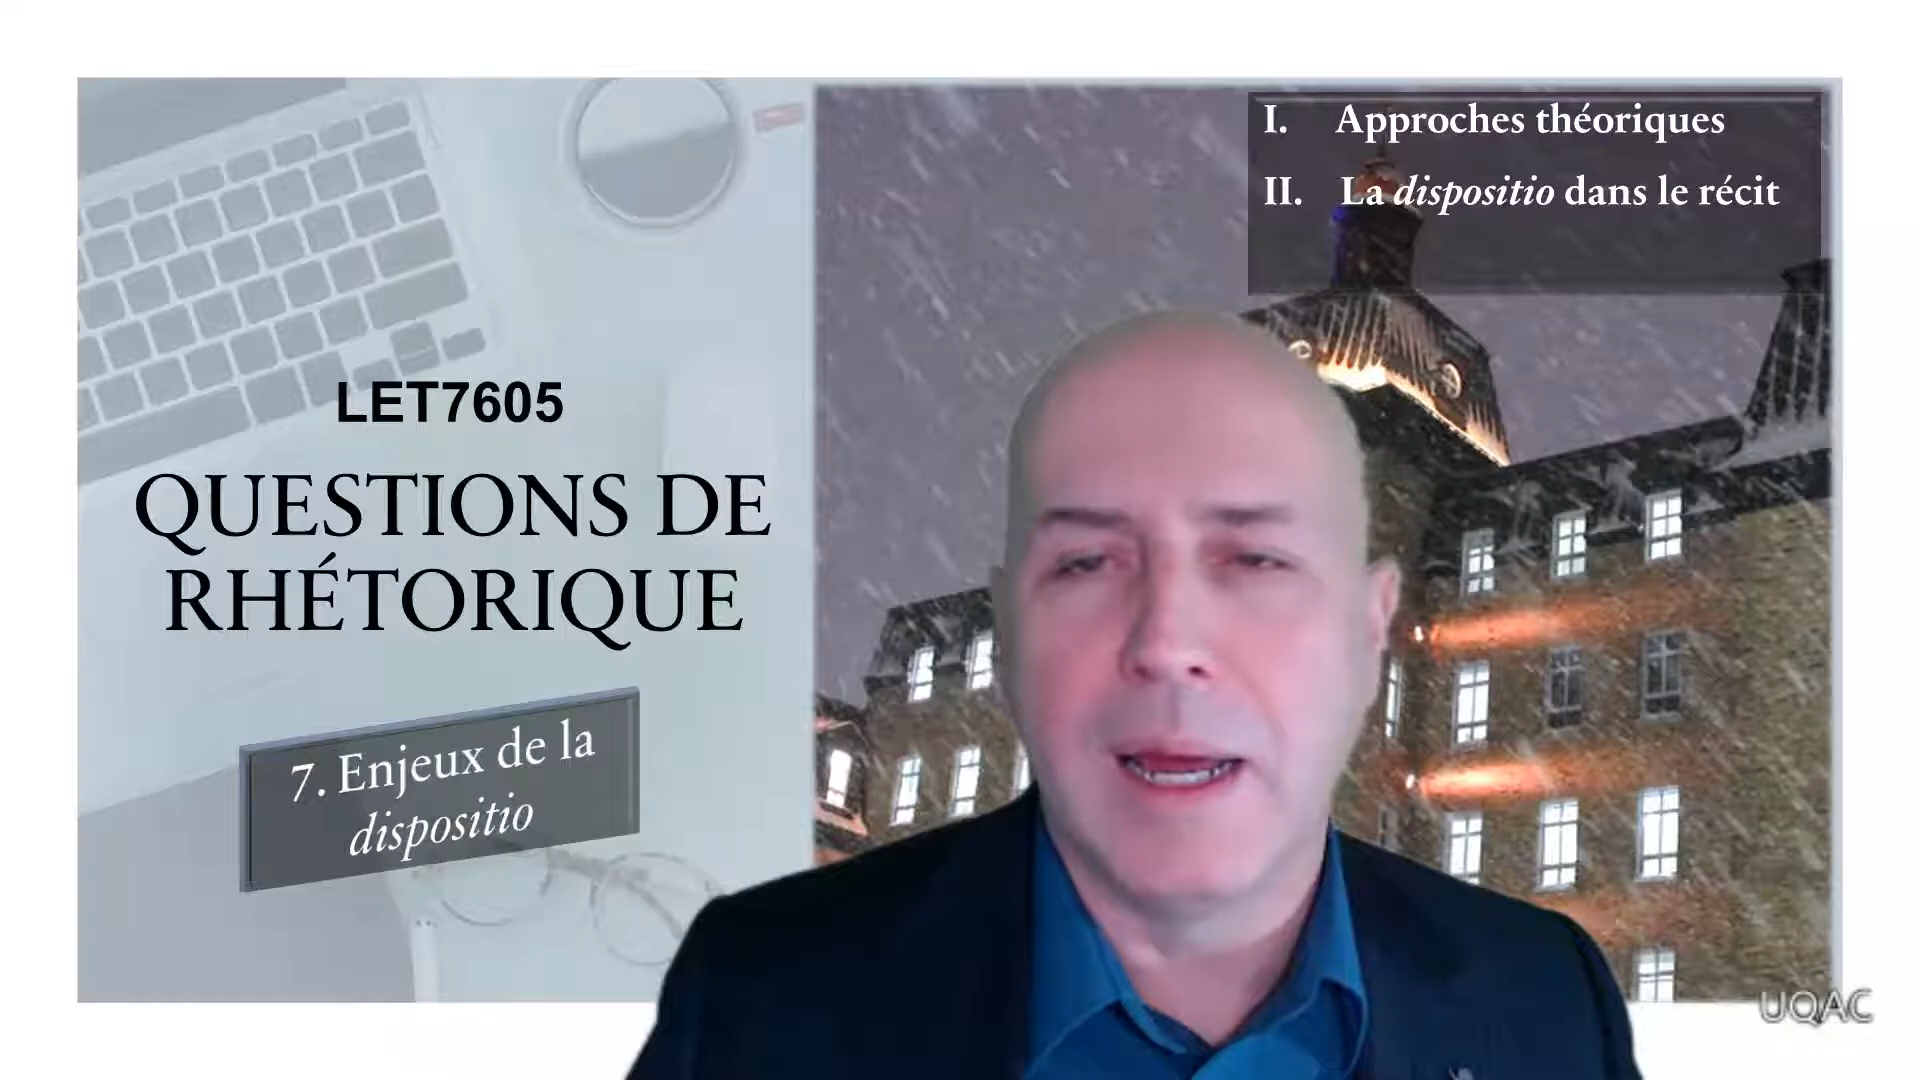 LET7605
QUESTIONS DE
RHÉTORIQUE
7. Enjeux de la
dispositio
I. Approches théoriques
II. La dispositio dans le récit
UQAC